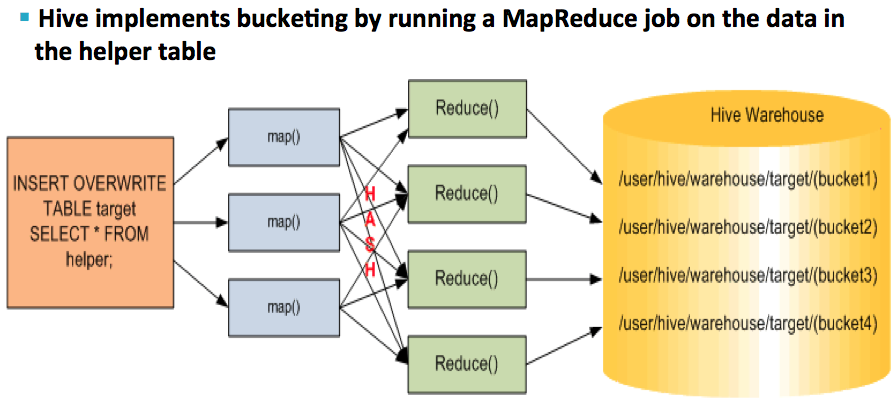 ▪ Hive implements bucketing by running a MapReduce job on the data in
the helper table
INSERT OVERWRITE
TABLE target
SELECT * FROM
helper;
map()
map()
map()
H
A
S
H
Reduce()
Reduce()
Reduce()
Reduce()
Hive Warehouse
/user/hive/warehouse/target/(bucket1)
/user/hive/warehouse/target/(bucket2)
/user/hive/warehouse/target/(bucket3)
/user/hive/warehouse/target/(bucket4)